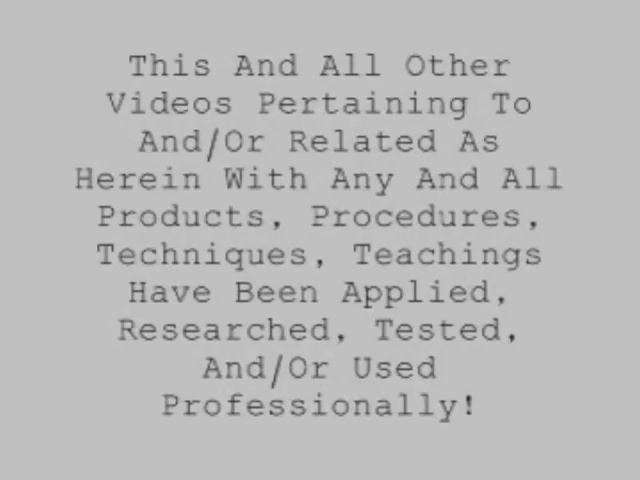 This And All Other
Videos Pertaining To
And/Or Related As
Herein With Any And All
Products, Procedures,
Techniques, Teachings
Have Been Applied,
Researched, Tested,
And/Or Used
Professionally!